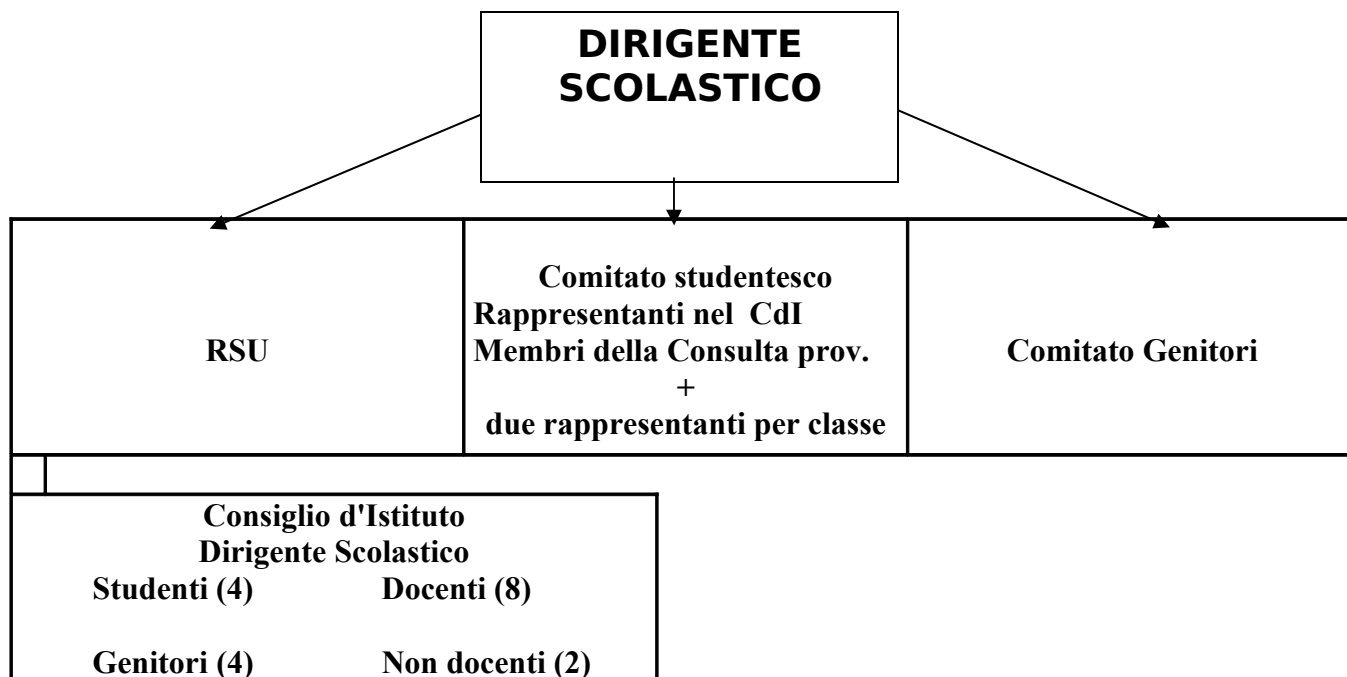 DIRIGENTE
SCOLASTICO
RSU
Comitato studentesco
Rappresentanti nel CdI
Membri della Consulta prov.
+
due rappresentanti per classe
Comitato Genitori
Consiglio d'Istituto
Dirigente Scolastico
Studenti (4) Docenti (8)
Genitori (4) Non docenti (2)